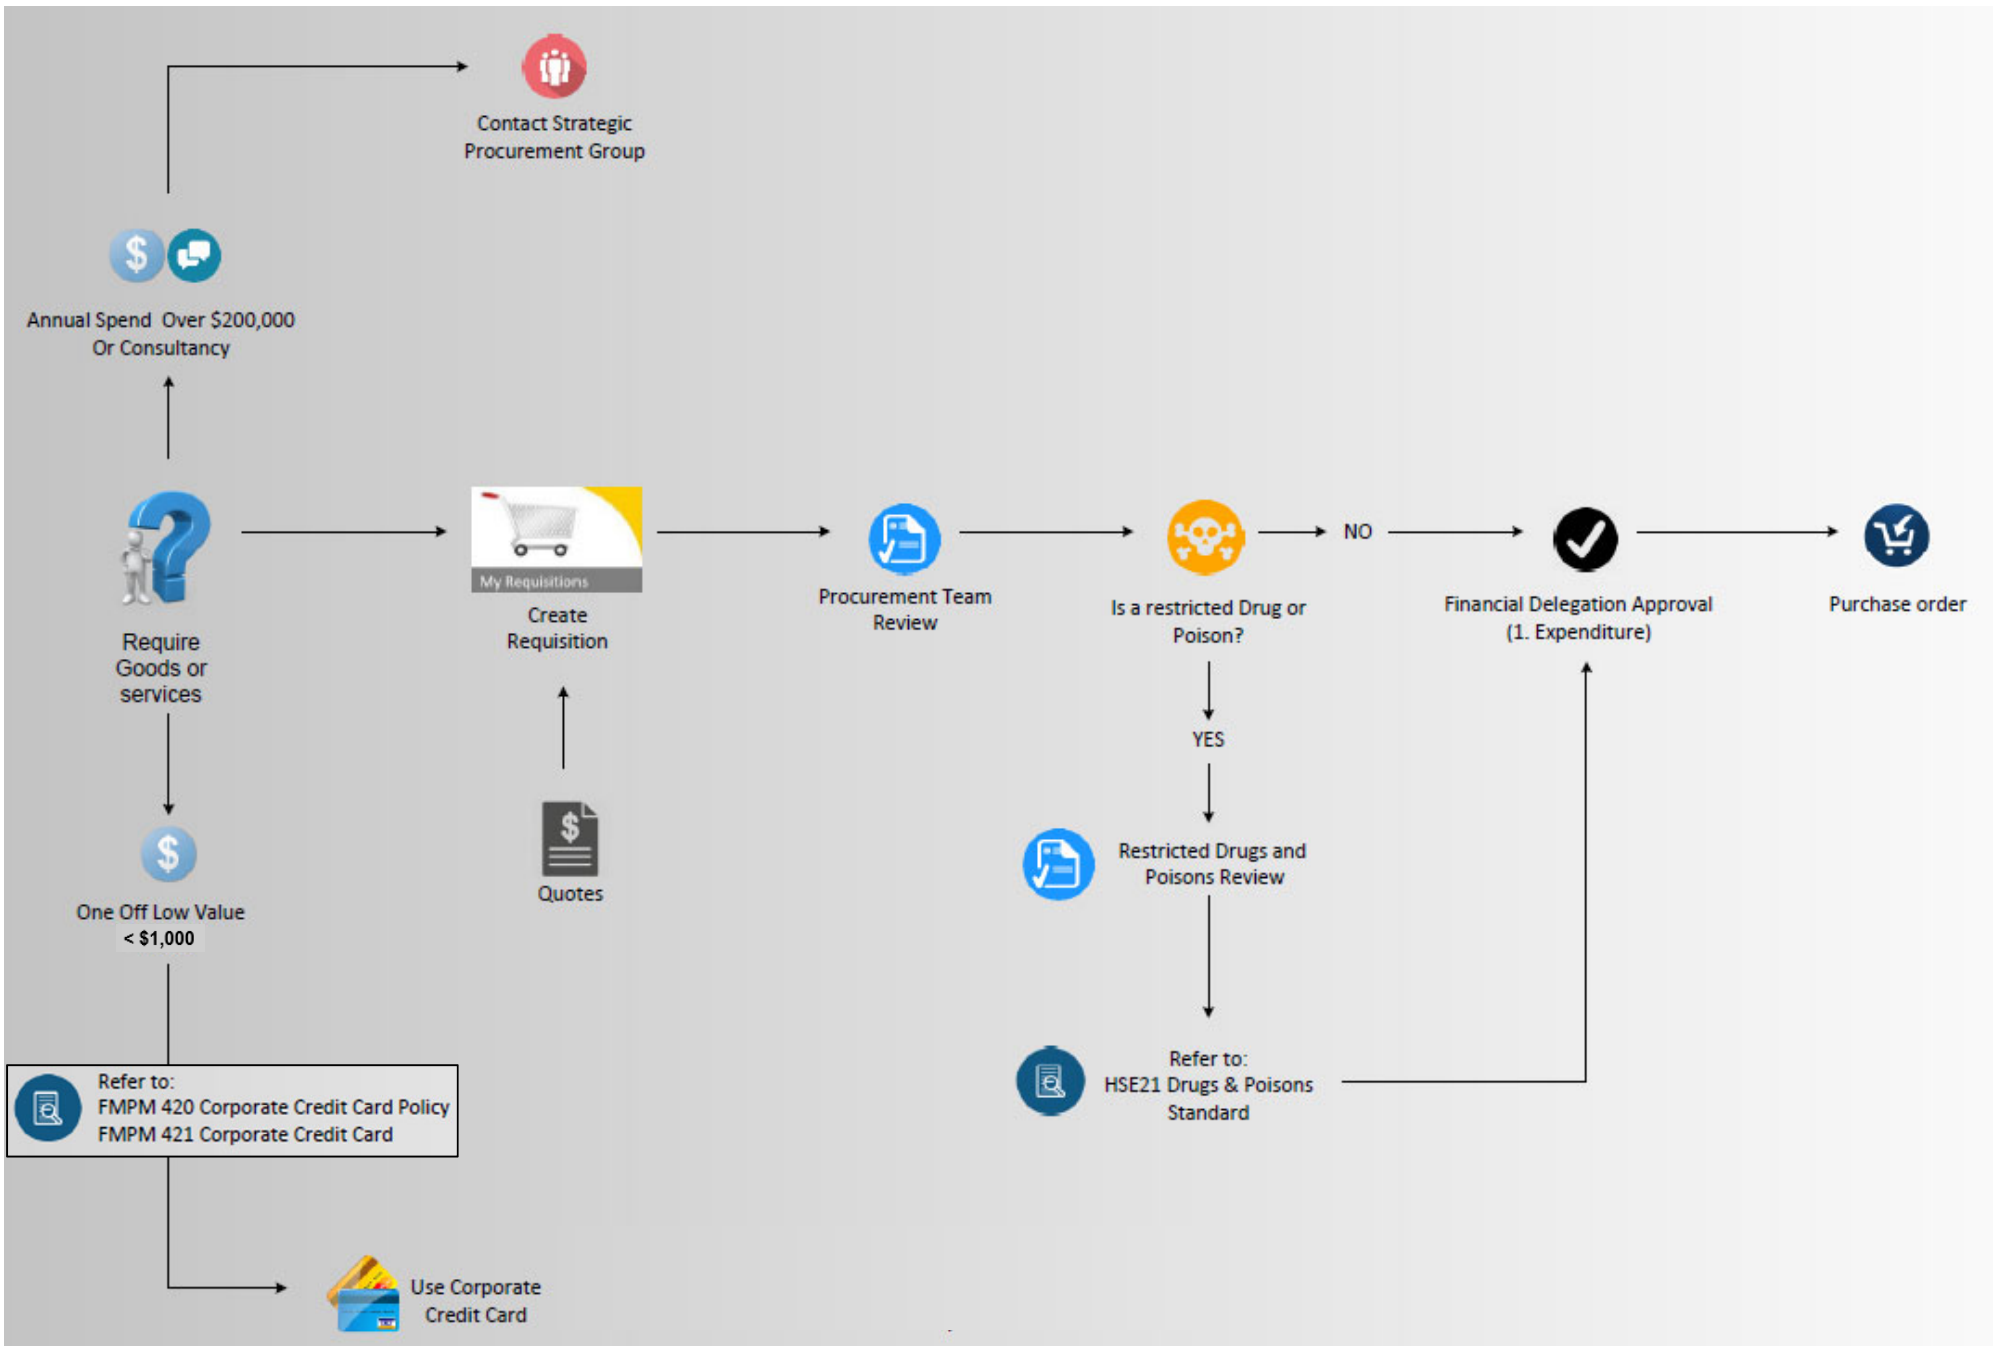 Contact Strategic
Procurement Group
$
Annual Spend Over $200,000
Or Consultancy
Require
Goods or
services
My Requisitions
Create
Requisition
Procurement Team
Review
Is a restricted Drug or
Poison?
NO
Financial Delegation Approval
(1. Expenditure)
Purchase order
YES
$
One Off Low Value
< $1,000
$
Quotes
Restricted Drugs and
Poisons Review
Refer to:
HSE21 Drugs & Poisons
Standard
Refer to:
FMPM 420 Corporate Credit Card Policy
FMPM 421 Corporate Credit Card
Use Corporate
Credit Card